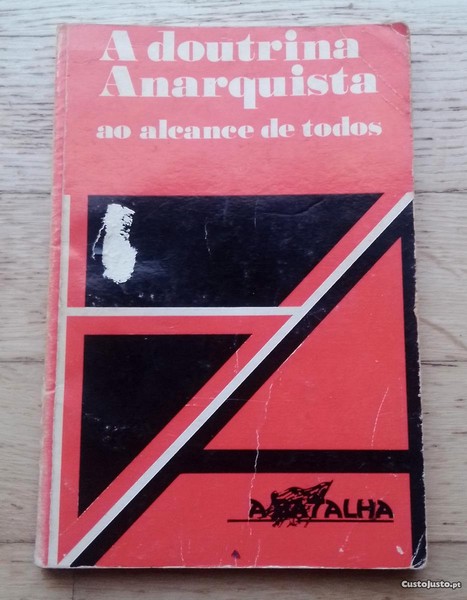 A doutrina
Anarquista
ao alcance de todos
A BATALHA
CustoJusto.pt